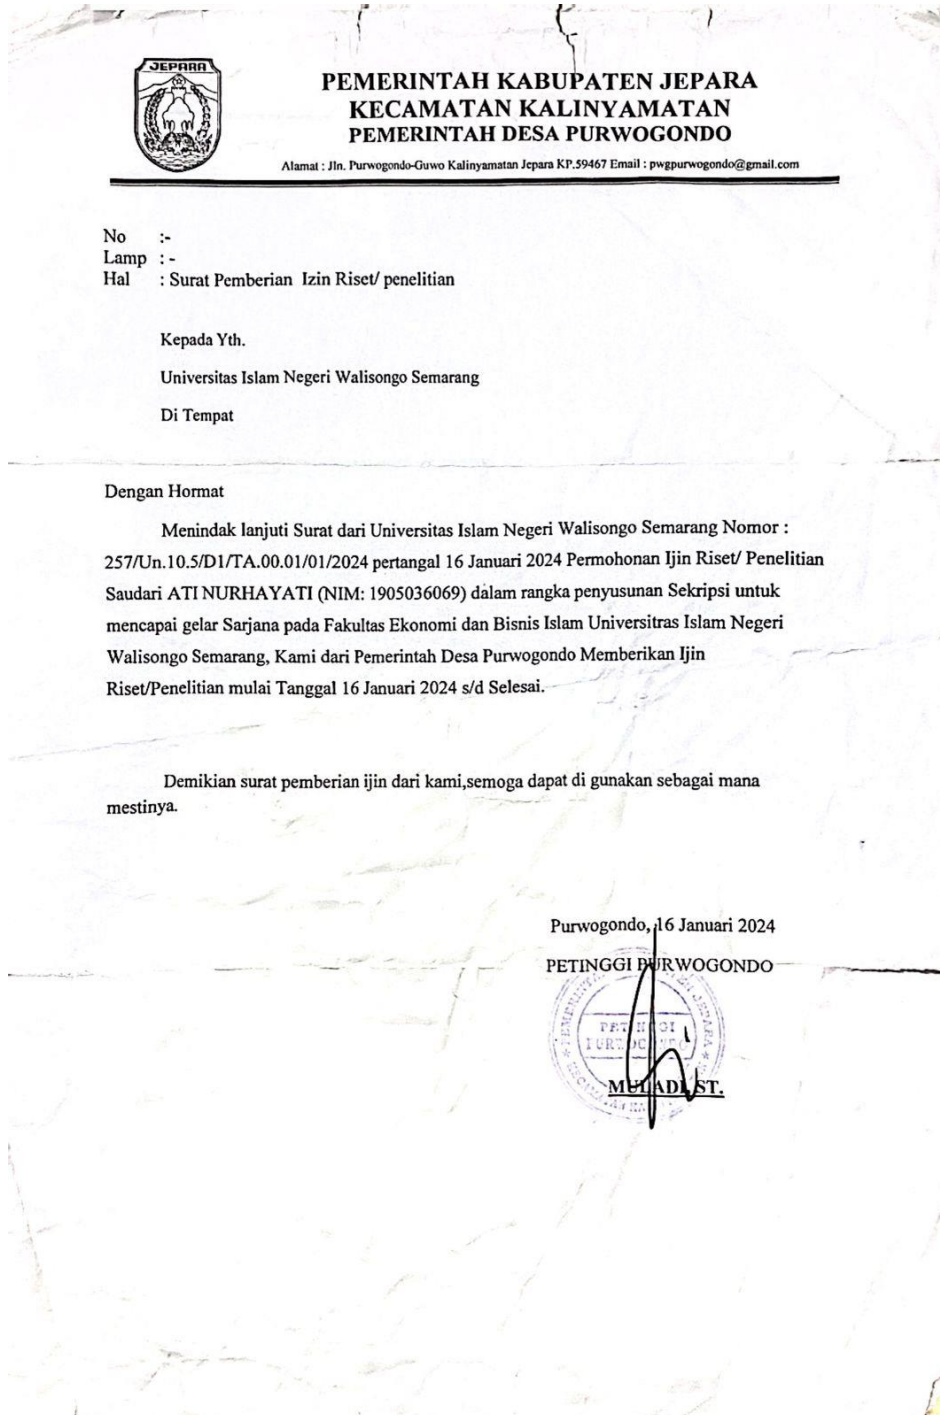 JEPARA
PEMERINTAH KABUPATEN JEPARA
KECAMATAN KALINYAMATAN
PEMERINTAH DESA PURWOGONDO
Alamat : Jln. Purwogondo-Guwo Kalinyamatan Jepara KP.59467 Email : pwgpurwogondo@gmail.com
No :-
Lamp : -
Hal : Surat Pemberian Izin Riset/ penelitian
Kepada Yth.
Universitas Islam Negeri Walisongo Semarang
Di Tempat
Dengan Hormat
Menindak lanjuti Surat dari Universitas Islam Negeri Walisongo Semarang Nomor :
257/Un.10.5/D1/TA.00.01/01/2024 pertangal 16 Januari 2024 Permohonan Ijin Riset/ Penelitian
Saudari ATI NURHAYATI (NIM: 1905036069) dalam rangka penyusunan Sekripsi untuk
mencapai gelar Sarjana pada Fakultas Ekonomi dan Bisnis Islam Universitras Islam Negeri
Walisongo Semarang, Kami dari Pemerintah Desa Purwogondo Memberikan Ijin
Riset/Penelitian mulai Tanggal 16 Januari 2024 s/d Selesai.
Demikian surat pemberian ijin dari kami,semoga dapat di gunakan sebagai mana
mestinya.
Purwogondo, 16 Januari 2024
PETINGGI PURWOGONDO
PETINGGI
PURWOGONDO
MULADI, ST.